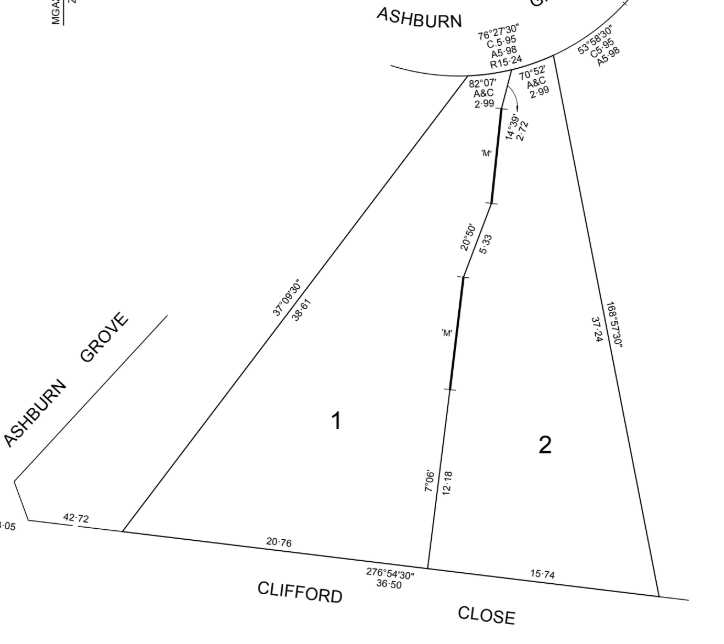 MGA
ASHBURN
G
76°27'30"
C.5·95
A5·98
R15·24
53°58'30"
C5·95
A5·98
82°07'
A&C
2·99
70°52'
A&C
2·99
14°39'
2·72
'M'
20°50'
5·33
37°09'30"
38·61
168°57'30"
37·24
'M'
ASHBURN GROVE
1
2
7°06'
12·18
·05
42·72
20·76
276°54'30"
36·50
15·74
CLIFFORD CLOSE